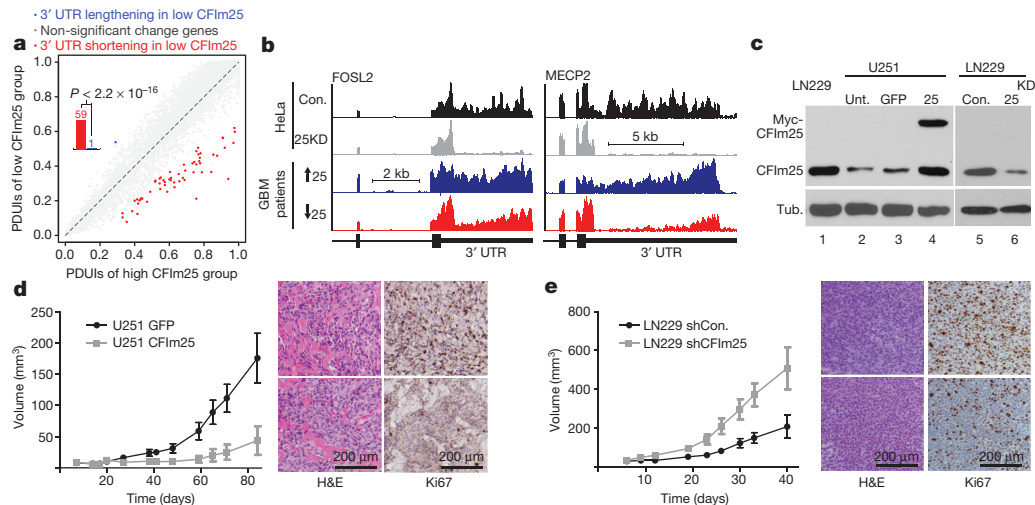 · 3′ UTR lengthening in low CFIm25
· Non-significant change genes
· 3′ UTR shortening in low CFIm25
a
PDUIs of low CFIm25 group
1.0
0.8
0.6
0.4
0.2
0.0
P < 2.2 × 10⁻¹⁶
59
1
0.0 0.2 0.4 0.6 0.8 1.0
PDUIs of high CFIm25 group
b
FOSL2 MECP2
HeLa
Con.
25KD
5 kb
GBM patients
↑25
2 kb
↓25
3′ UTR 3′ UTR
c
U251 LN229
LN229 Unt. GFP 25 Con. 25 KD
Myc-
CFIm25
CFIm25
Tub.
1 2 3 4 5 6
d
Volume (mm³)
250
200
150
100
50
U251 GFP
U251 CFIm25
0 20 40 60 80
Time (days)
200 μm 200 μm
H&E Ki67
e
Volume (mm³)
800
600
400
200
LN229 shCon.
LN229 shCFIm25
0 10 20 30 40
Time (days)
200 μm 200 μm
H&E Ki67